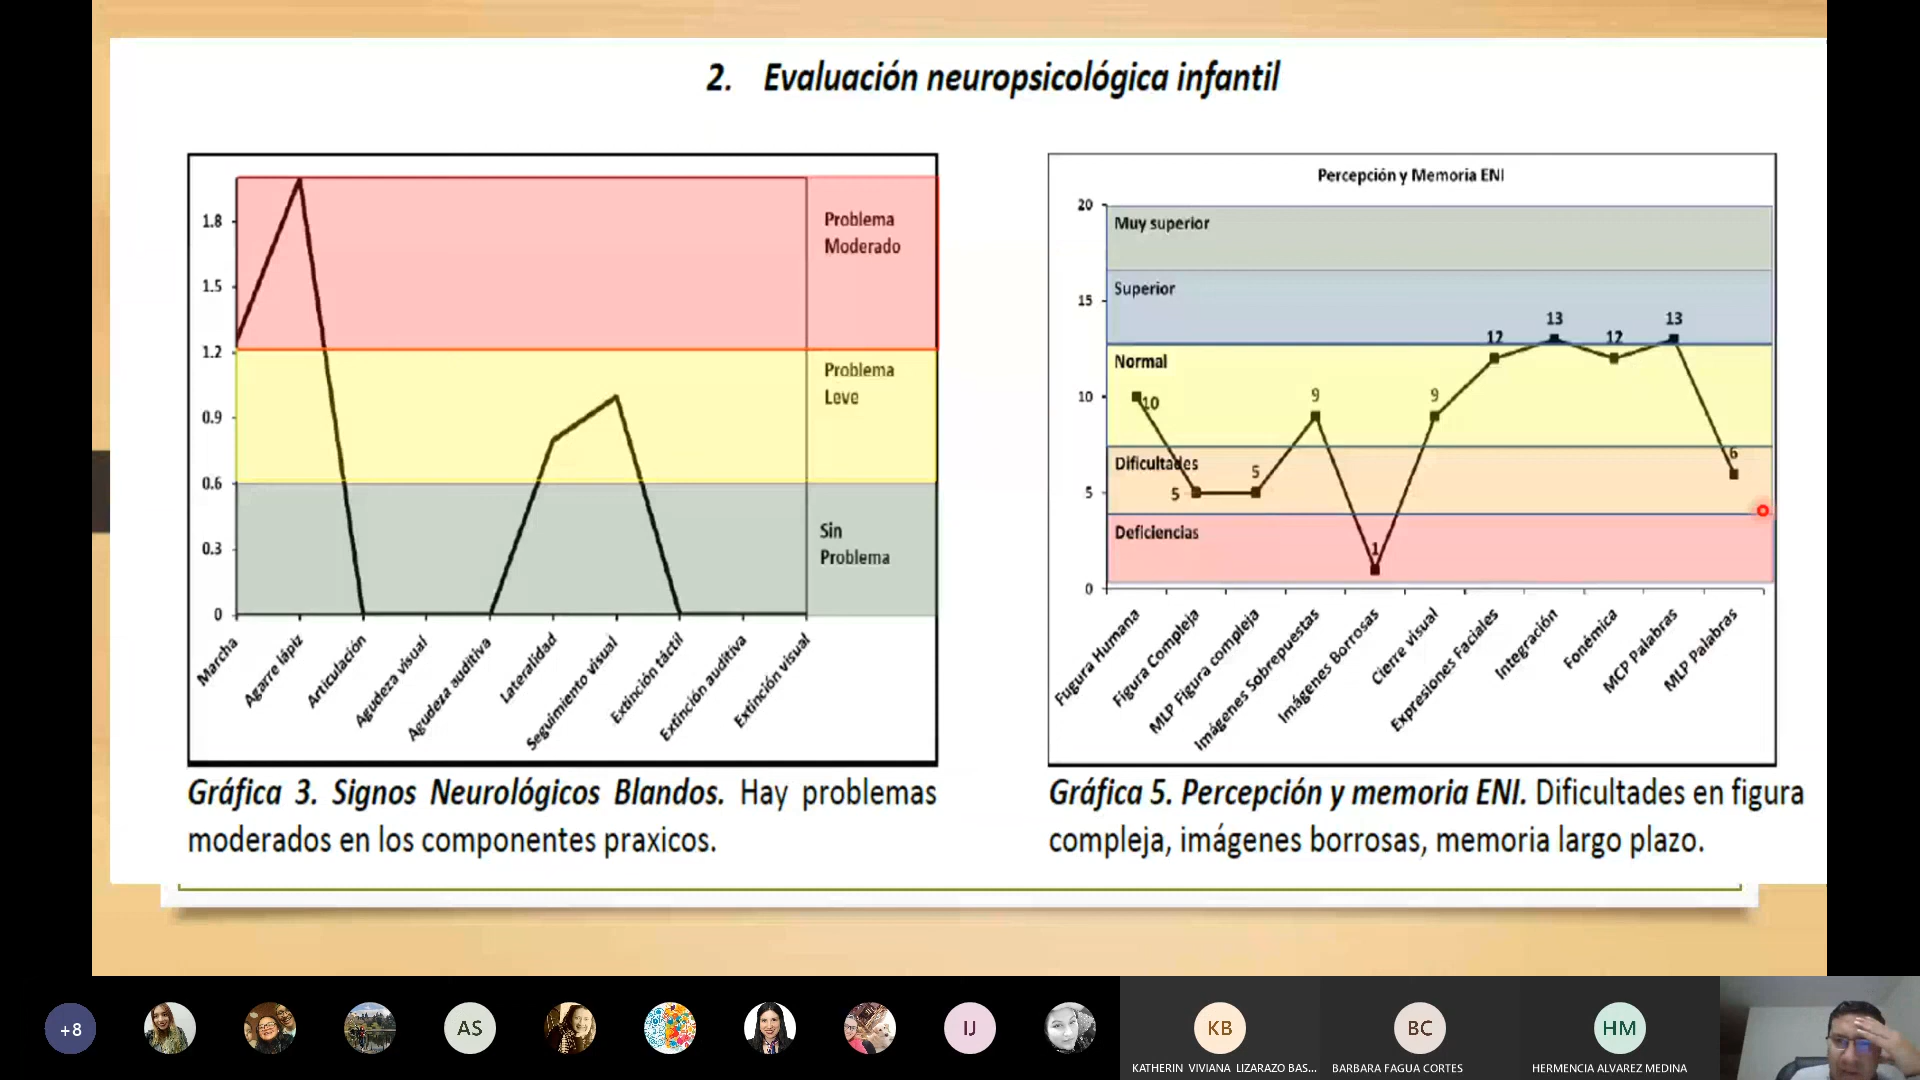 2. Evaluación neuropsicológica infantil
1.8
1.5
1.2
0.9
0.6
0.3
0
Problema
Moderado
Problema
Leve
Sin
Problema
Marcha
Agarre lápiz
Articulación
Agudeza visual
Agudeza auditiva
Lateralidad
Seguimiento visual
Extinción táctil
Extinción auditiva
Extinción visual
Gráfica 3. Signos Neurológicos Blandos. Hay problemas
moderados en los componentes praxicos.
Percepción y Memoria ENI
20
15
10
5
0
Muy superior
Superior
Normal
Dificultades
Deficiencias
10
5
5
9
1
9
12
13
12
13
6
Fugura Humana
Figura Compleja
MLP Figura compleja
Imágenes Sobrepuestas
Imágenes Borrosas
Cierre visual
Expresiones Faciales
Integración
Fonémica
MCP Palabras
MLP Palabras
Gráfica 5. Percepción y memoria ENI. Dificultades en figura
compleja, imágenes borrosas, memoria largo plazo.
+8
AS
IJ
KB
BC
HM
KATHERIN VIVIANA LIZARAZO BAS...
BARBARA FAGUA CORTES
HERMENCIA ALVAREZ MEDINA